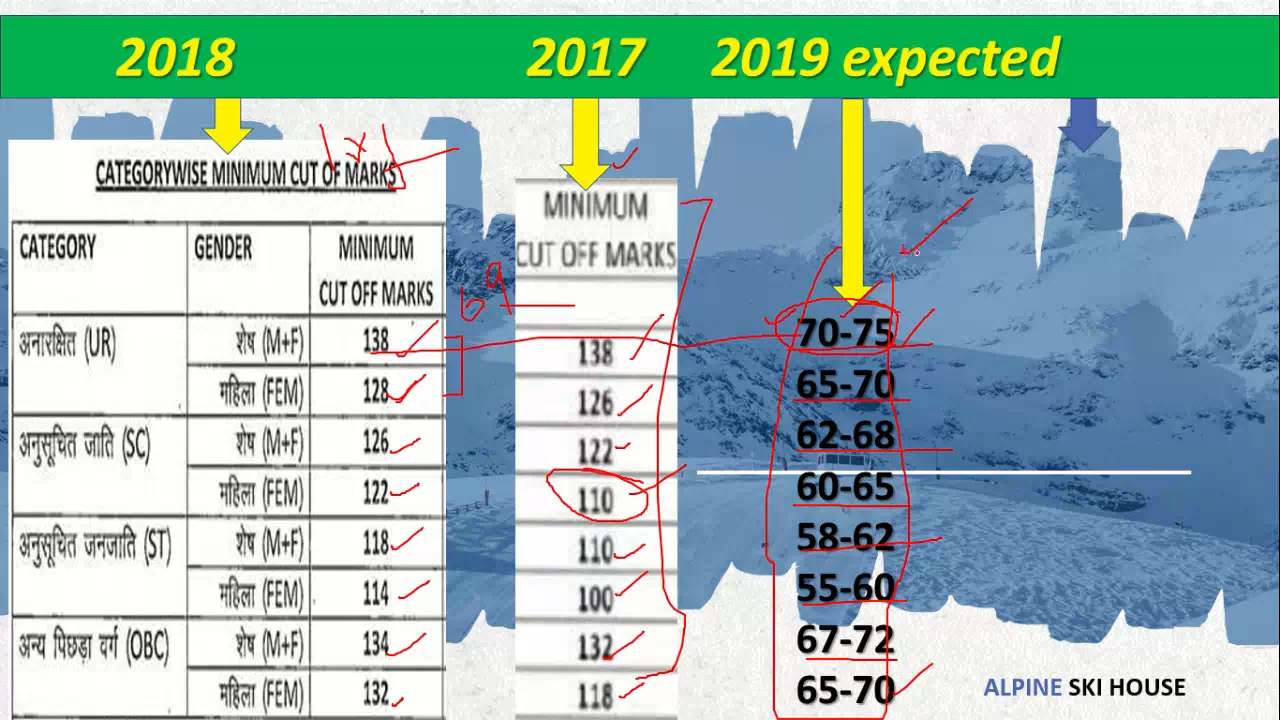 2018 2017 2019 expected
CATEGORYWISE MINIMUM CUT OF MARKS
CATEGORY GENDER MINIMUM CUT OFF MARKS
अनारक्षित (UR) शेष (M+F) 138
महिला (FEM) 128
अनुसूचित जाति (SC) शेष (M+F) 126
महिला (FEM) 122
अनुसूचित जनजाति (ST) शेष (M+F) 118
महिला (FEM) 114
अन्य पिछड़ा वर्ग (OBC) शेष (M+F) 134
महिला (FEM) 132
MINIMUM
CUT OFF MARKS
138
126
122
110
110
100
132
118
70-75
65-70
62-68
60-65
58-62
55-60
67-72
65-70
ALPINE SKI HOUSE